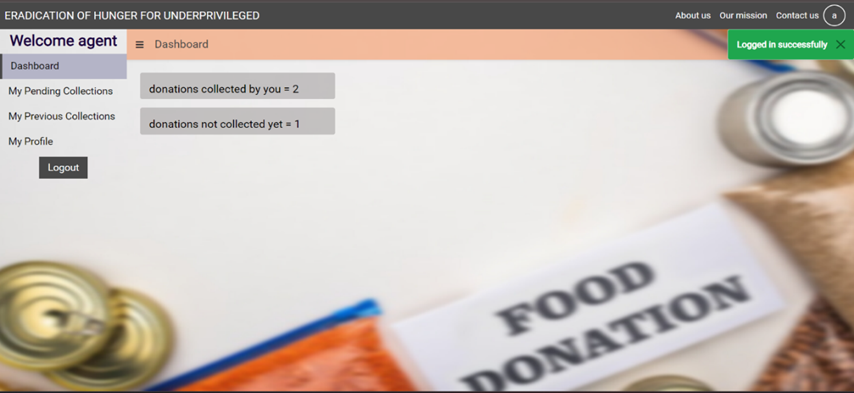 ERADICATION OF HUNGER FOR UNDERPRIVILEGED
About us Our mission Contact us a
Welcome agent
Dashboard
Logged in successfully
Dashboard
My Pending Collections
My Previous Collections
My Profile
Logout
donations collected by you = 2
donations not collected yet = 1
FOOD
DONATION